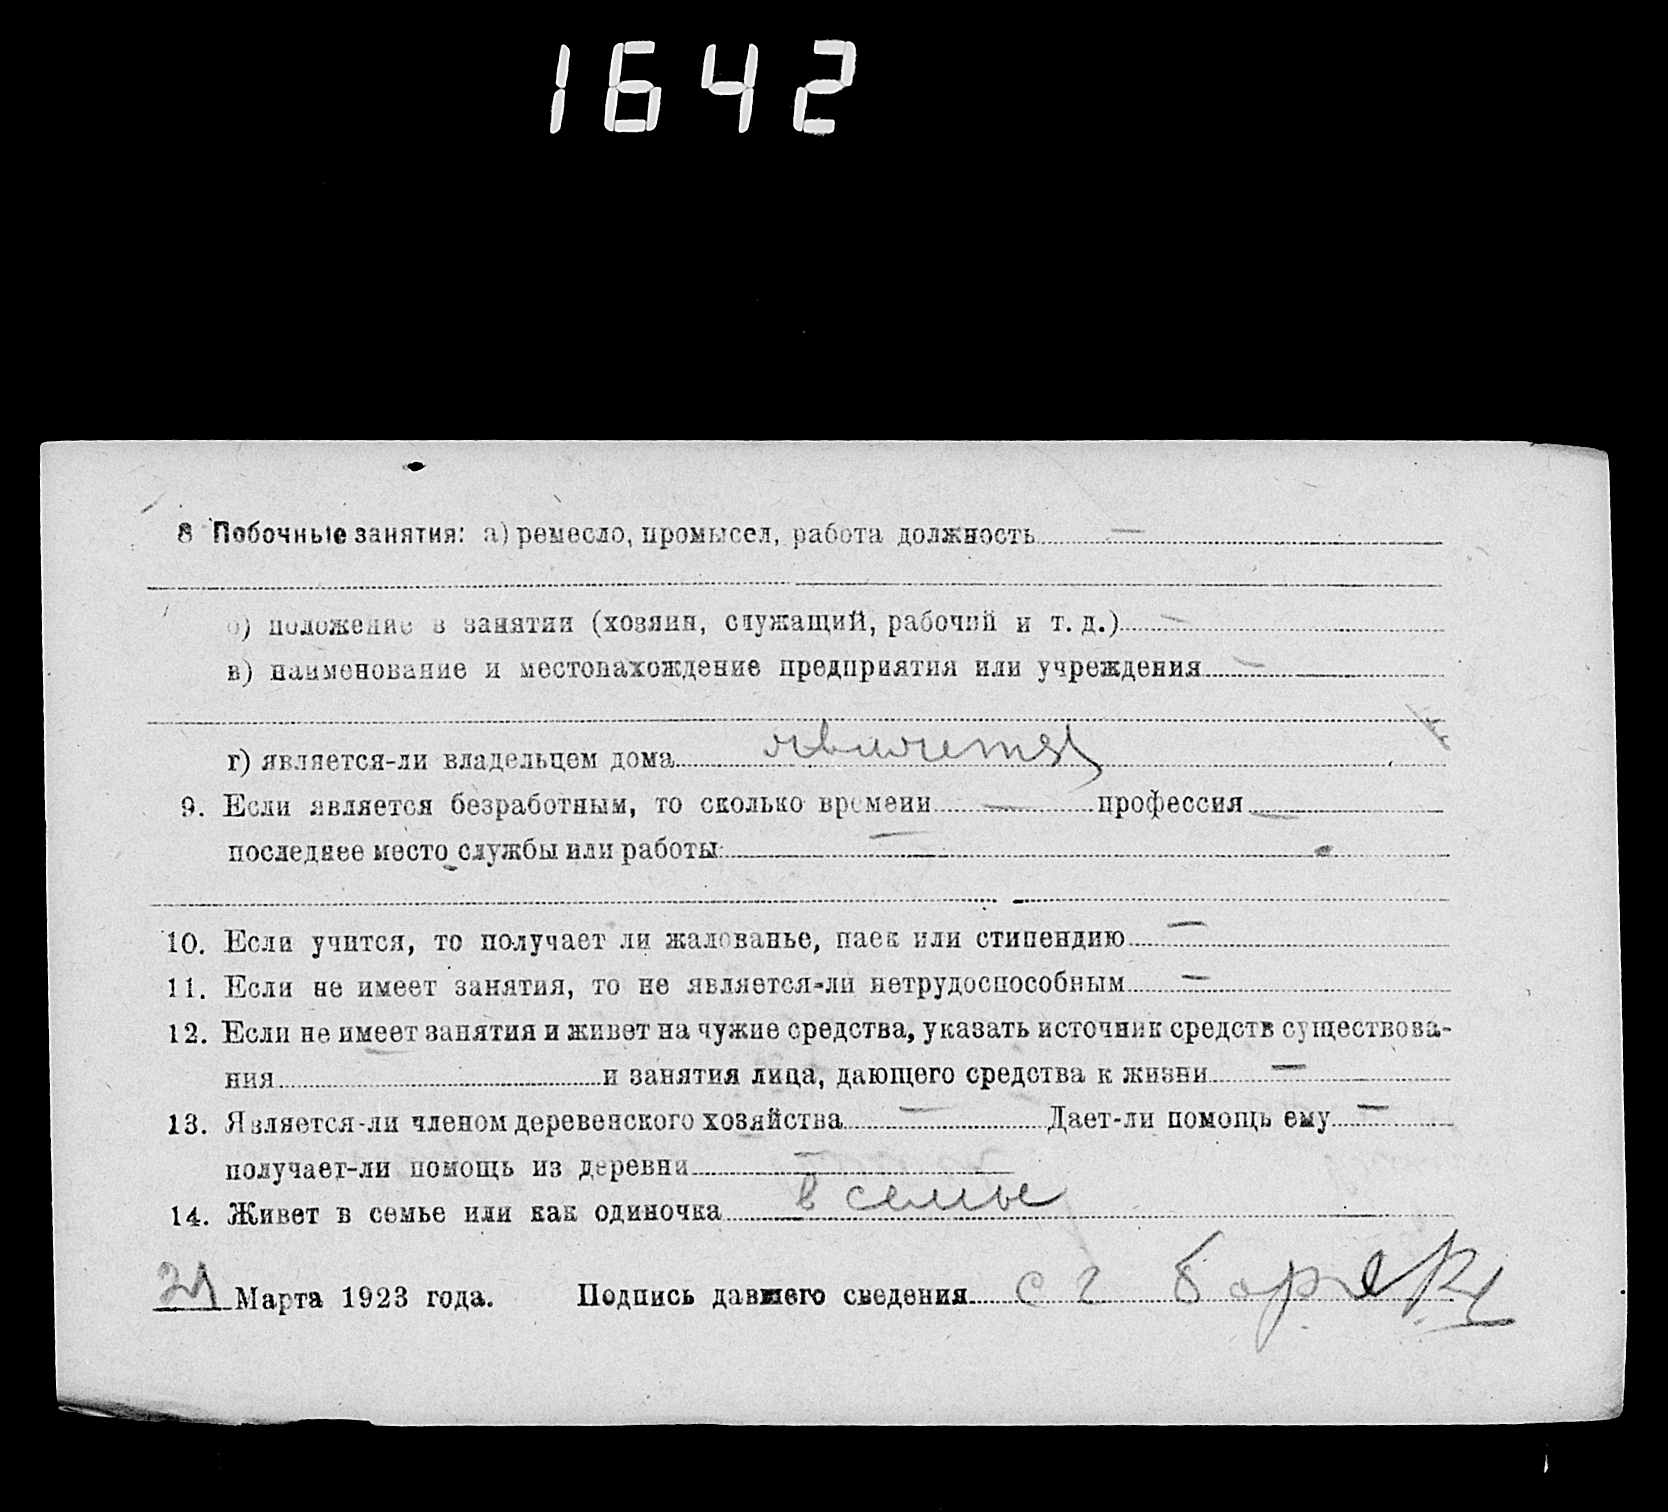 1642
8 Побочные занятия: а) ремесло, промысел, работа должность —
б) положение в занятии (хозяин, служащий, рабочий и т. д.) —
в) наименование и местонахождение предприятия или учреждения —
г) является-ли владельцем дома является
9. Если является безработным, то сколько времени — профессия —
последнее место службы или работы: —
10. Если учится, то получает ли жалованье, паек или стипендию —
11. Если не имеет занятия, то не является-ли нетрудоспособным —
12. Если не имеет занятия и живет на чужие средства, указать источник средств существова-
ния и занятия лица, дающего средства к жизни —
13. Является-ли членом деревенского хозяйства — Дает-ли помощь ему —
получает-ли помощь из деревни —
14. Живет в семье или как одиночка в семье
Марта 1923 года. Подпись давшего сведения